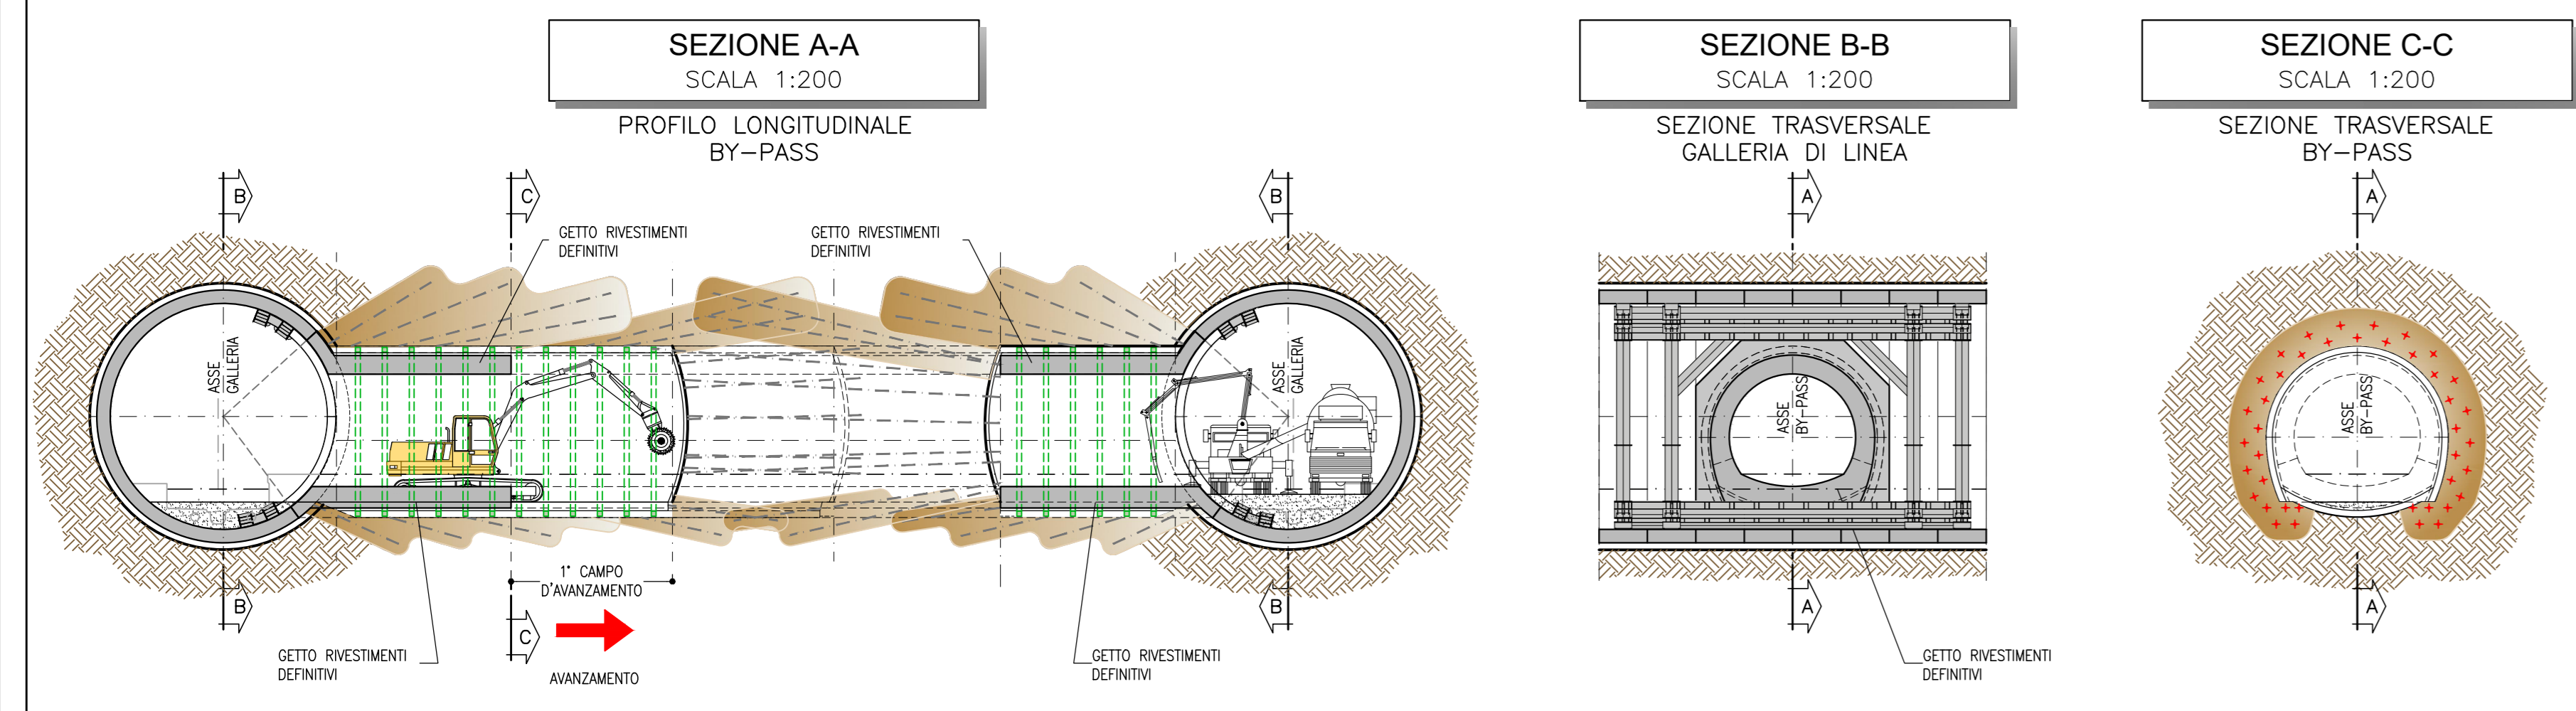 SEZIONE A-A
SCALA 1:200
PROFILO LONGITUDINALE
BY-PASS
SEZIONE B-B
SCALA 1:200
SEZIONE TRASVERSALE
GALLERIA DI LINEA
SEZIONE C-C
SCALA 1:200
SEZIONE TRASVERSALE
BY-PASS
B
C
B
A
A
GETTO RIVESTIMENTI
DEFINITIVI
GETTO RIVESTIMENTI
DEFINITIVI
ASSE
GALLERIA
ASSE
GALLERIA
ASSE
BY-PASS
ASSE
BY-PASS
1° CAMPO
D'AVANZAMENTO
B
C
B
A
A
GETTO RIVESTIMENTI
DEFINITIVI
AVANZAMENTO
GETTO RIVESTIMENTI
DEFINITIVI
GETTO RIVESTIMENTI
DEFINITIVI